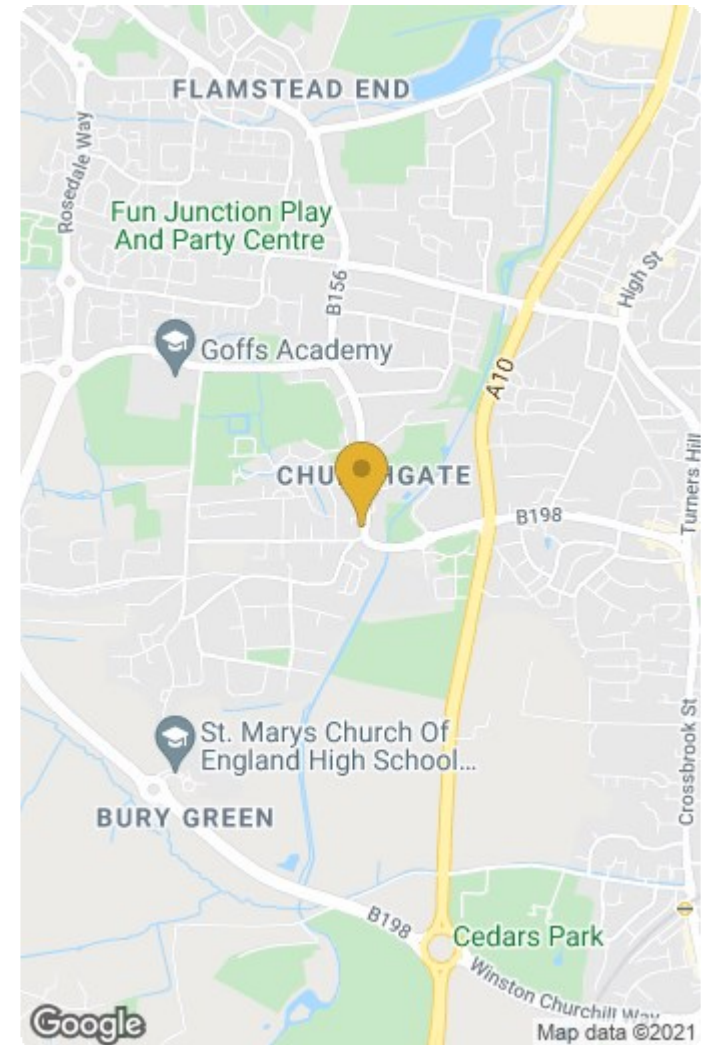 FLAMSTEAD END
Rosedale Way
Fun Junction Play
And Party Centre
B156
High St
Goffs Academy
A10
CHU HGATE
B198
Turners Hill
St. Marys Church Of
England High School...
Crossbrook St
BURY GREEN
B198
Cedars Park
Winston Churchill Way
Google
Map data ©2021